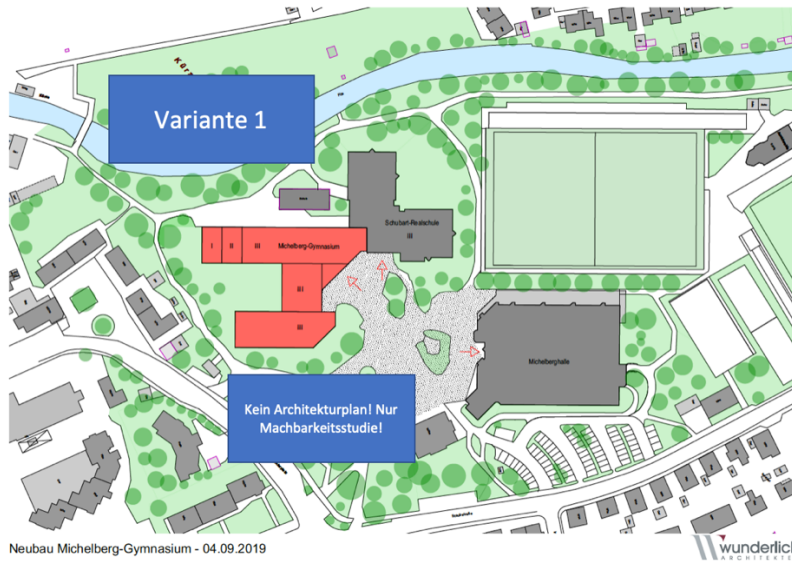 Variante 1
Schubart-Realschule
III
I
II
III
Michelberg-Gymnasium
III
III
Michelberghalle
Kein Architekturplan! Nur
Machbarkeitsstudie!
Neubau Michelberg-Gymnasium - 04.09.2019
wunderlich
ARCHITEKTE